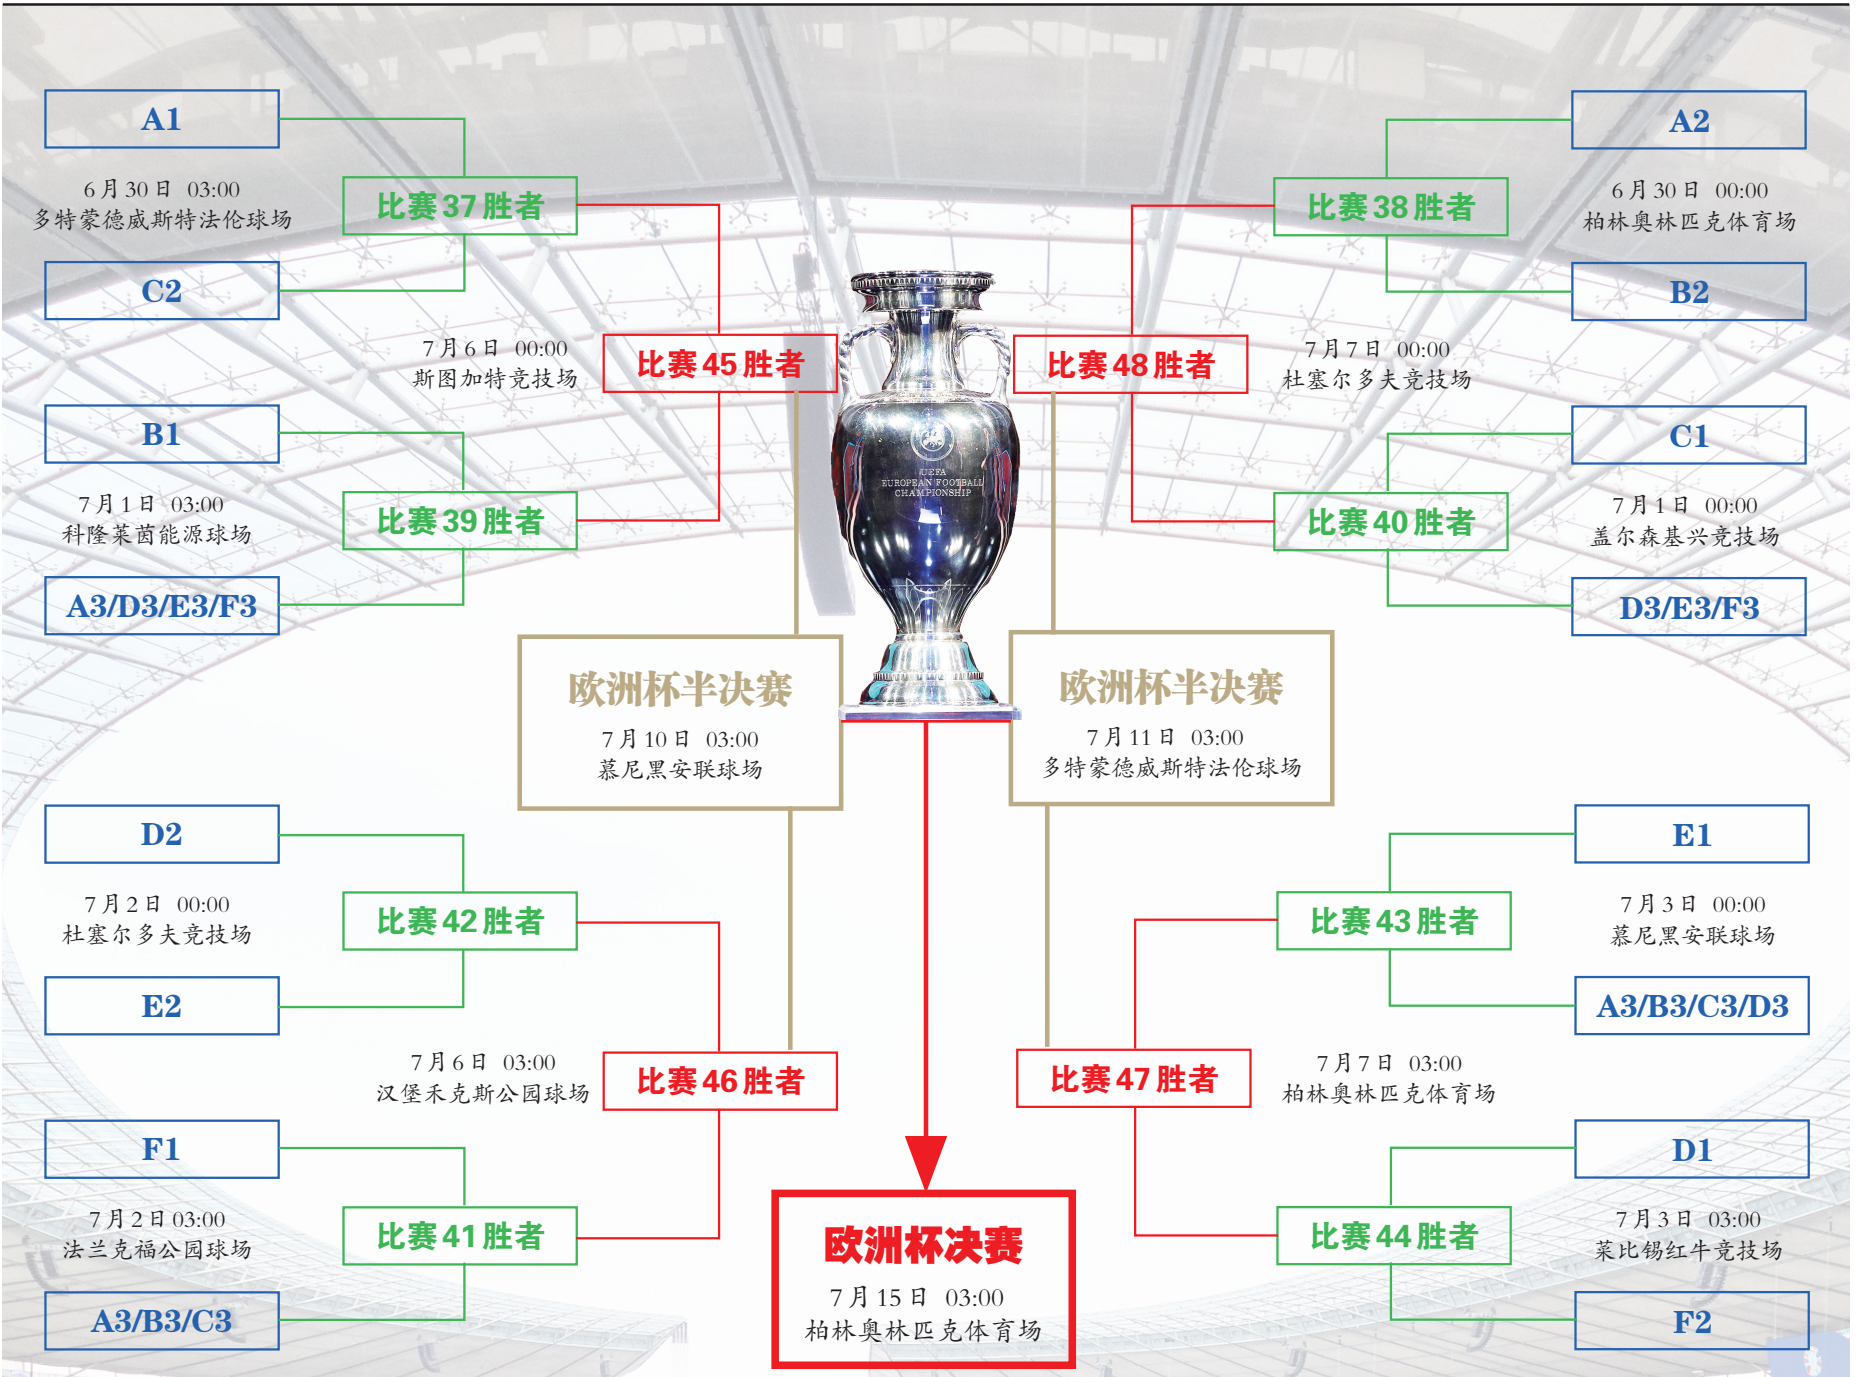 A1
6月30日 03:00
多特蒙德威斯特法伦球场
比赛37胜者
C2
7月6日 00:00
斯图加特竞技场
比赛45胜者
B1
7月1日 03:00
科隆莱茵能源球场
比赛39胜者
A3/D3/E3/F3
A2
6月30日 00:00
柏林奥林匹克体育场
比赛38胜者
B2
比赛48胜者
7月7日 00:00
杜塞尔多夫竞技场
C1
7月1日 00:00
盖尔森基兴竞技场
比赛40胜者
D3/E3/F3
UEFA
EUROPEAN FOOTBALL
CHAMPIONSHIP
欧洲杯半决赛
7月10日 03:00
慕尼黑安联球场
欧洲杯半决赛
7月11日 03:00
多特蒙德威斯特法伦球场
D2
7月2日 00:00
杜塞尔多夫竞技场
比赛42胜者
E2
7月6日 03:00
汉堡禾克斯公园球场
比赛46胜者
F1
7月2日03:00
法兰克福公园球场
比赛41胜者
A3/B3/C3
E1
7月3日 00:00
慕尼黑安联球场
比赛43胜者
A3/B3/C3/D3
比赛47胜者
7月7日 03:00
柏林奥林匹克体育场
D1
7月3日 03:00
莱比锡红牛竞技场
比赛44胜者
F2
欧洲杯决赛
7月15日 03:00
柏林奥林匹克体育场